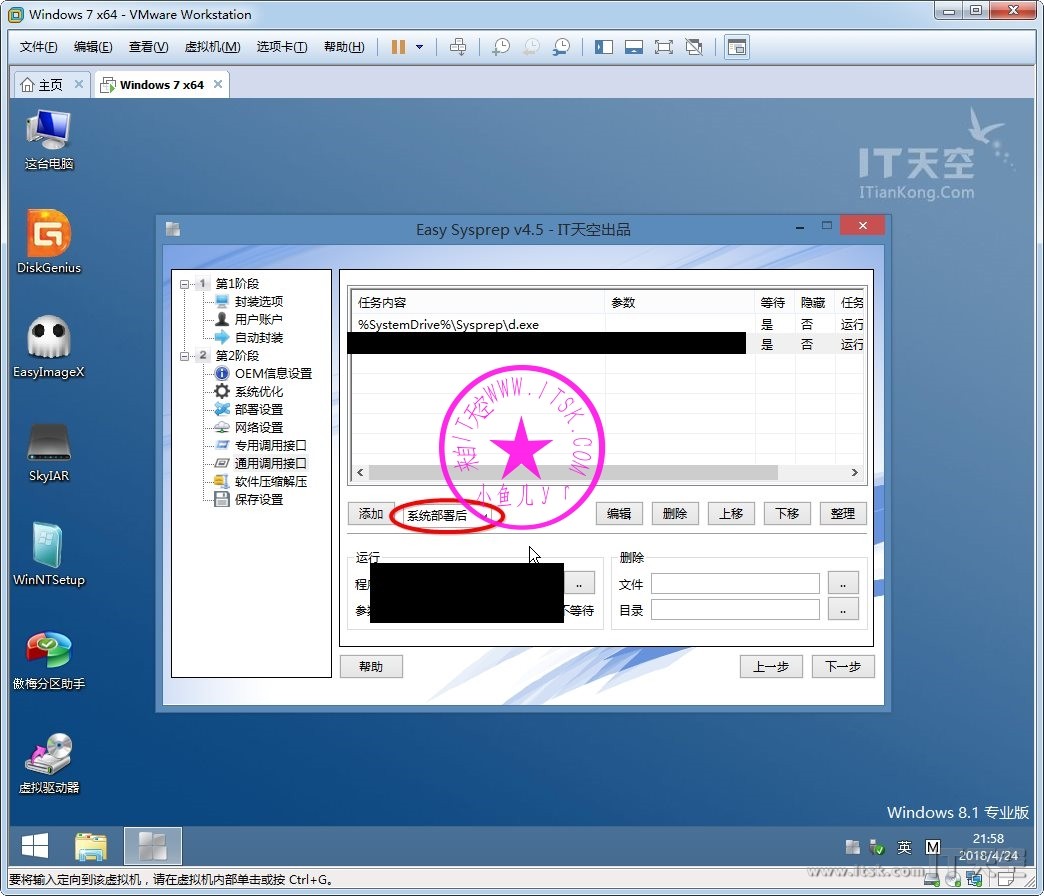 Windows 7 x64 - VMware Workstation
文件(F) 编辑(E) 查看(V) 虚拟机(M) 选项卡(T) 帮助(H)
主页 Windows 7 x64
这台电脑
DiskGenius
EasyImageX
SkyIAR
WinNTSetup
傲梅分区助手
虚拟驱动器
IT天空
ITianKong.Com
Easy Sysprep v4.5 - IT天空出品
1 第1阶段
封装选项
用户账户
自动封装
2 第2阶段
OEM信息设置
系统优化
部署设置
网络设置
专用调用接口
通用调用接口
软件压缩解压
保存设置
任务内容 参数 等待 隐藏 任务
%SystemDrive%\Sysprep\d.exe 是 否 运行
是 否 运行
来自IT天空WWW.ITSK.COM
小鱼儿yr
添加 系统部署后 编辑 删除 上移 下移 整理
运行
程序
参数 不等待
删除
文件
目录
帮助 上一步 下一步
Windows 8.1 专业版
英 M
21:58
2018/4/24
www.itsk.com IT天空
要将输入定向到该虚拟机，请在虚拟机内部单击或按 Ctrl+G。